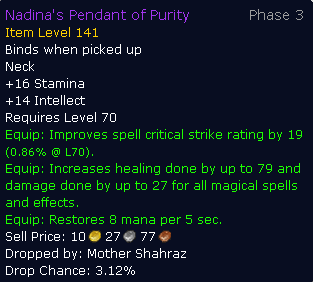 Nadina's Pendant of Purity Phase 3
Item Level 141
Binds when picked up
Neck
+16 Stamina
+14 Intellect
Requires Level 70
Equip: Improves spell critical strike rating by 19
(0.86% @ L70).
Equip: Increases healing done by up to 79 and
damage done by up to 27 for all magical spells
and effects.
Equip: Restores 8 mana per 5 sec.
Sell Price: 10 27 77
Dropped by: Mother Shahraz
Drop Chance: 3.12%